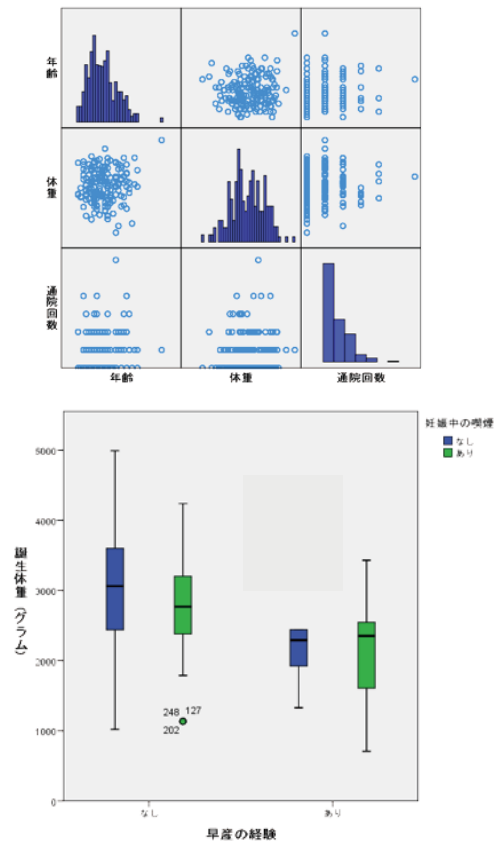 年齢
体重
通院回数
年齢
体重
通院回数
妊娠中の喫煙
なし
あり
5000
4000
3000
2000
1000
0
誕生体重(グラム)
248
127
202
なし
あり
早産の経験